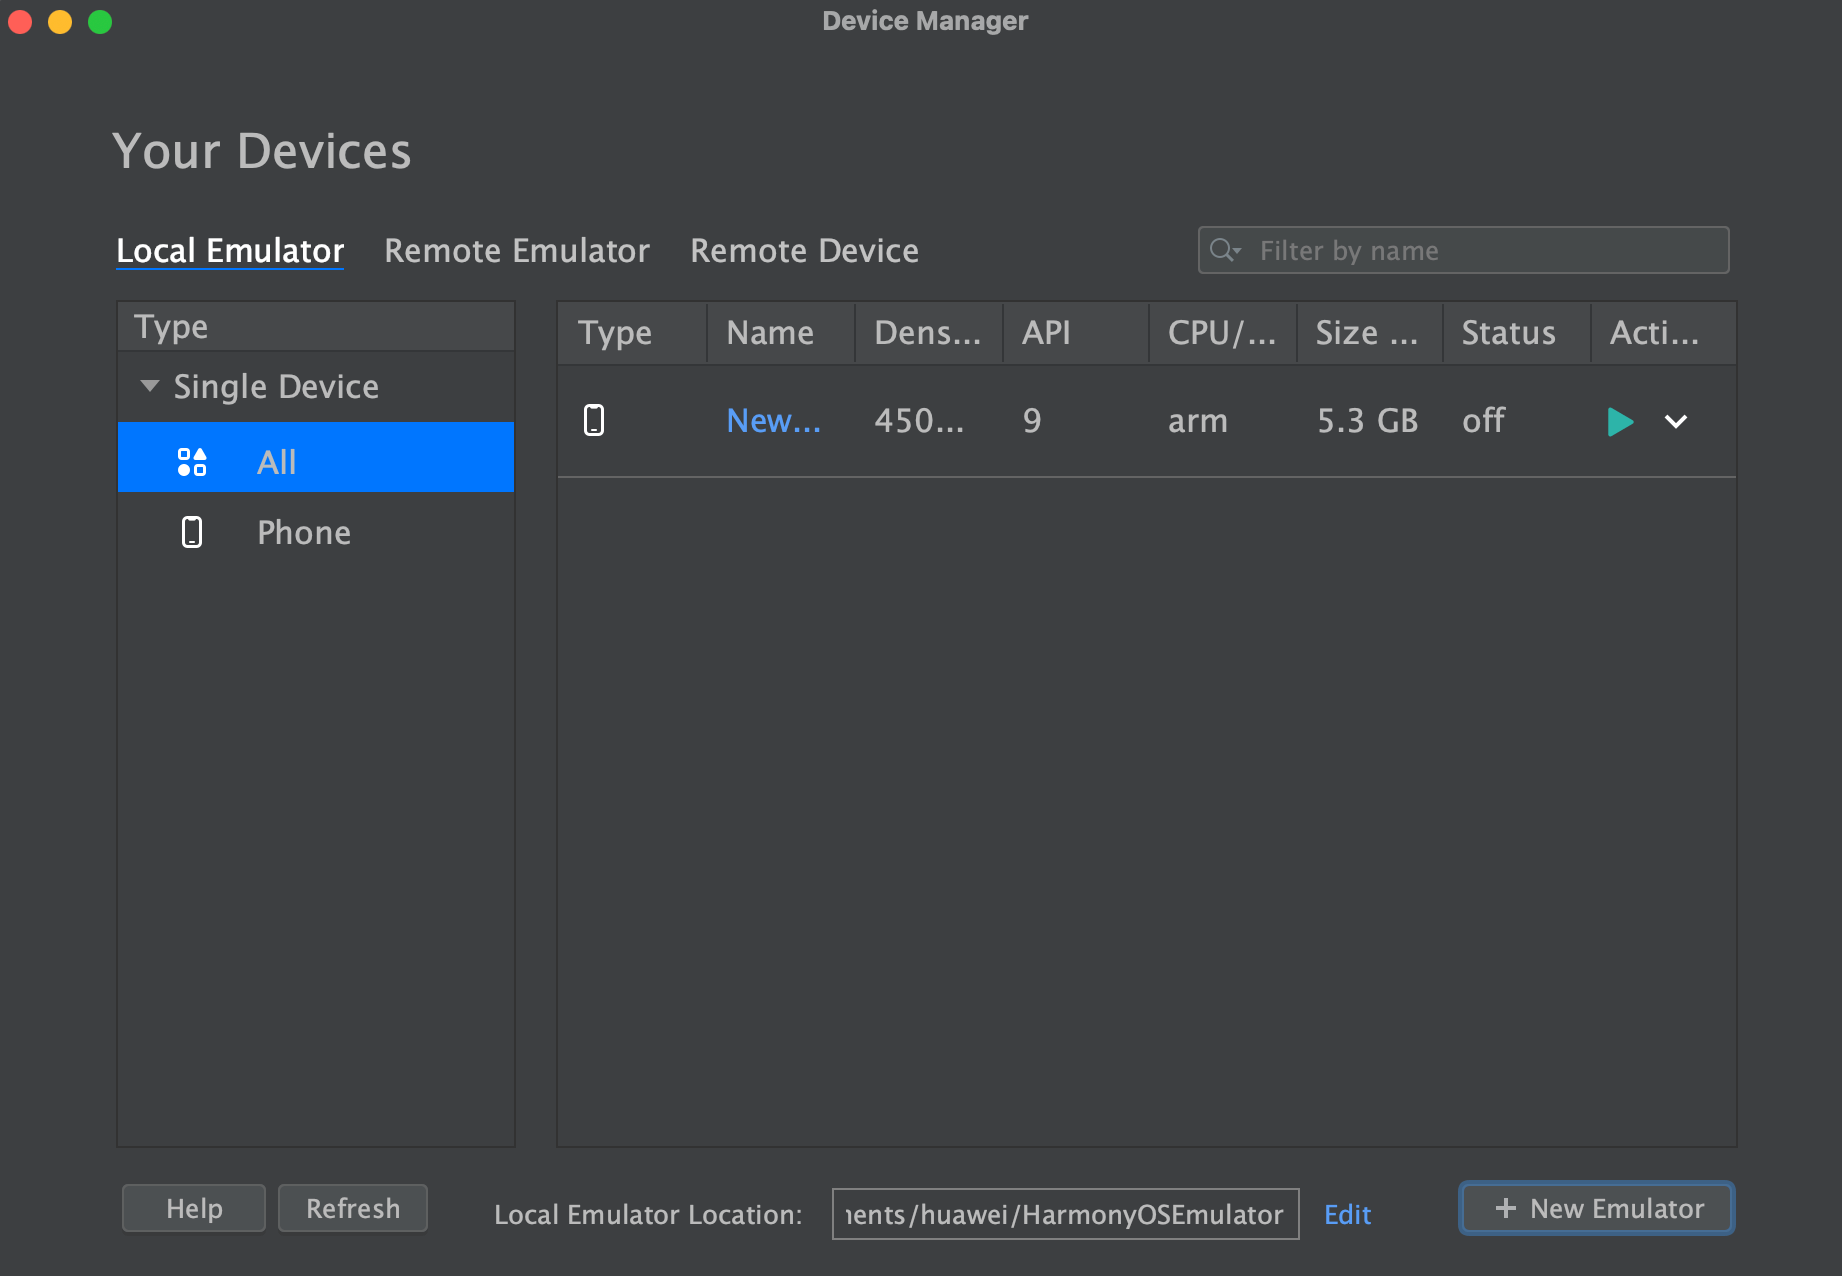 Device Manager
Your Devices
Local Emulator Remote Emulator Remote Device Filter by name
Type
Single Device
All
Phone
Type Name Dens... API CPU/... Size ... Status Acti...
New... 450... 9 arm 5.3 GB off
Help Refresh Local Emulator Location: nents/huawei/HarmonyOSEmulator Edit + New Emulator